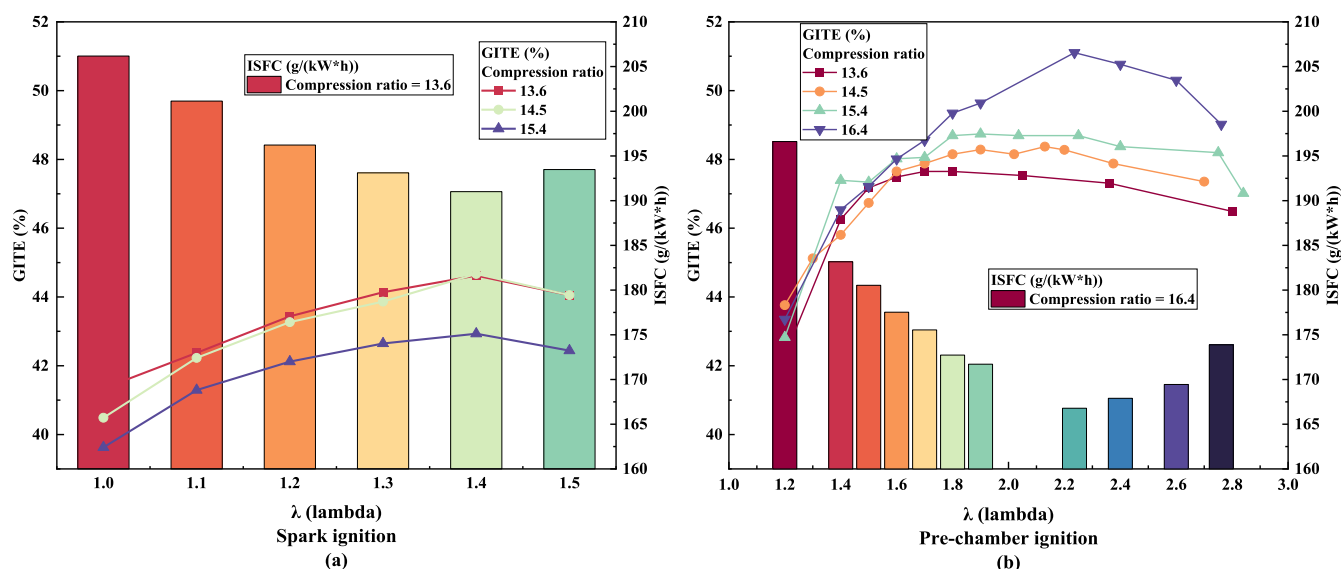 52
51
50
48
46
44
42
40
GITE (%)
210
205
200
195
190
185
180
175
170
165
160
ISFC (g/(kW*h)
ISFC (g/(kW*h)
Compression ratio = 13.6
GITE (%)
Compression ratio
13.6
14.5
15.4
1.0 1.1 1.2 1.3 1.4 1.5
λ (lambda)
Spark ignition
(a)
52
50
48
46
44
42
40
GITE (%)
210
205
200
195
190
185
180
175
170
165
160
ISFC (g/(kW*h)
GITE (%)
Compression ratio
13.6
14.5
15.4
16.4
ISFC (g/(kW*h)
Compression ratio = 16.4
1.0 1.2 1.4 1.6 1.8 2.0 2.2 2.4 2.6 2.8 3.0
λ (lambda)
Pre-chamber ignition
(b)